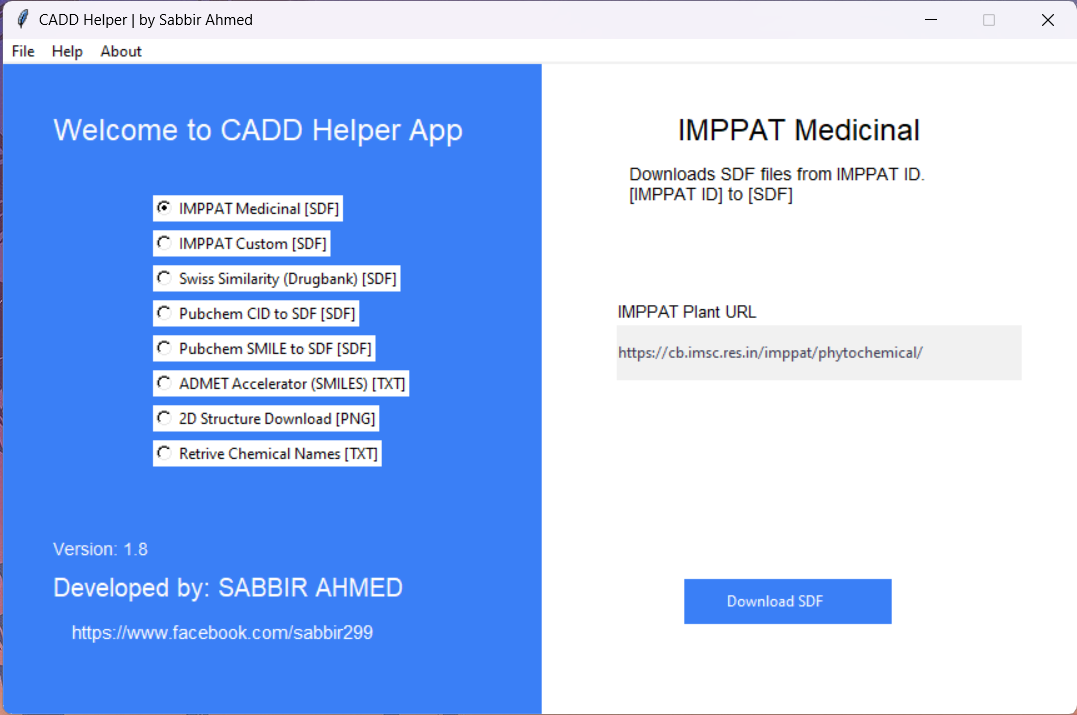 CADD Helper | by Sabbir Ahmed
File Help About
Welcome to CADD Helper App
IMPPAT Medicinal [SDF]
IMPPAT Custom [SDF]
Swiss Similarity (Drugbank) [SDF]
Pubchem CID to SDF [SDF]
Pubchem SMILE to SDF [SDF]
ADMET Accelerator (SMILES) [TXT]
2D Structure Download [PNG]
Retrive Chemical Names [TXT]
Version: 1.8
Developed by: SABBIR AHMED
https://www.facebook.com/sabbir299
IMPPAT Medicinal
Downloads SDF files from IMPPAT ID.
[IMPPAT ID] to [SDF]
IMPPAT Plant URL
https://cb.imsc.res.in/imppat/phytochemical/
Download SDF